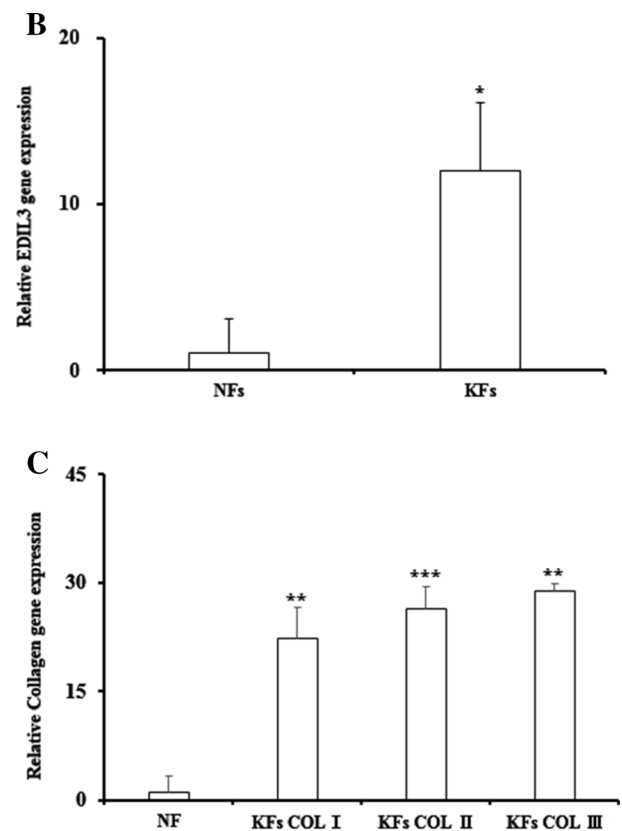 B
Relative EDIL3 gene expression
20
10
0
*
NFs
KFs
C
Relative Collagen gene expression
45
30
15
0
**
***
**
NF
KFs COL Ⅰ
KFs COL Ⅱ
KFs COL Ⅲ